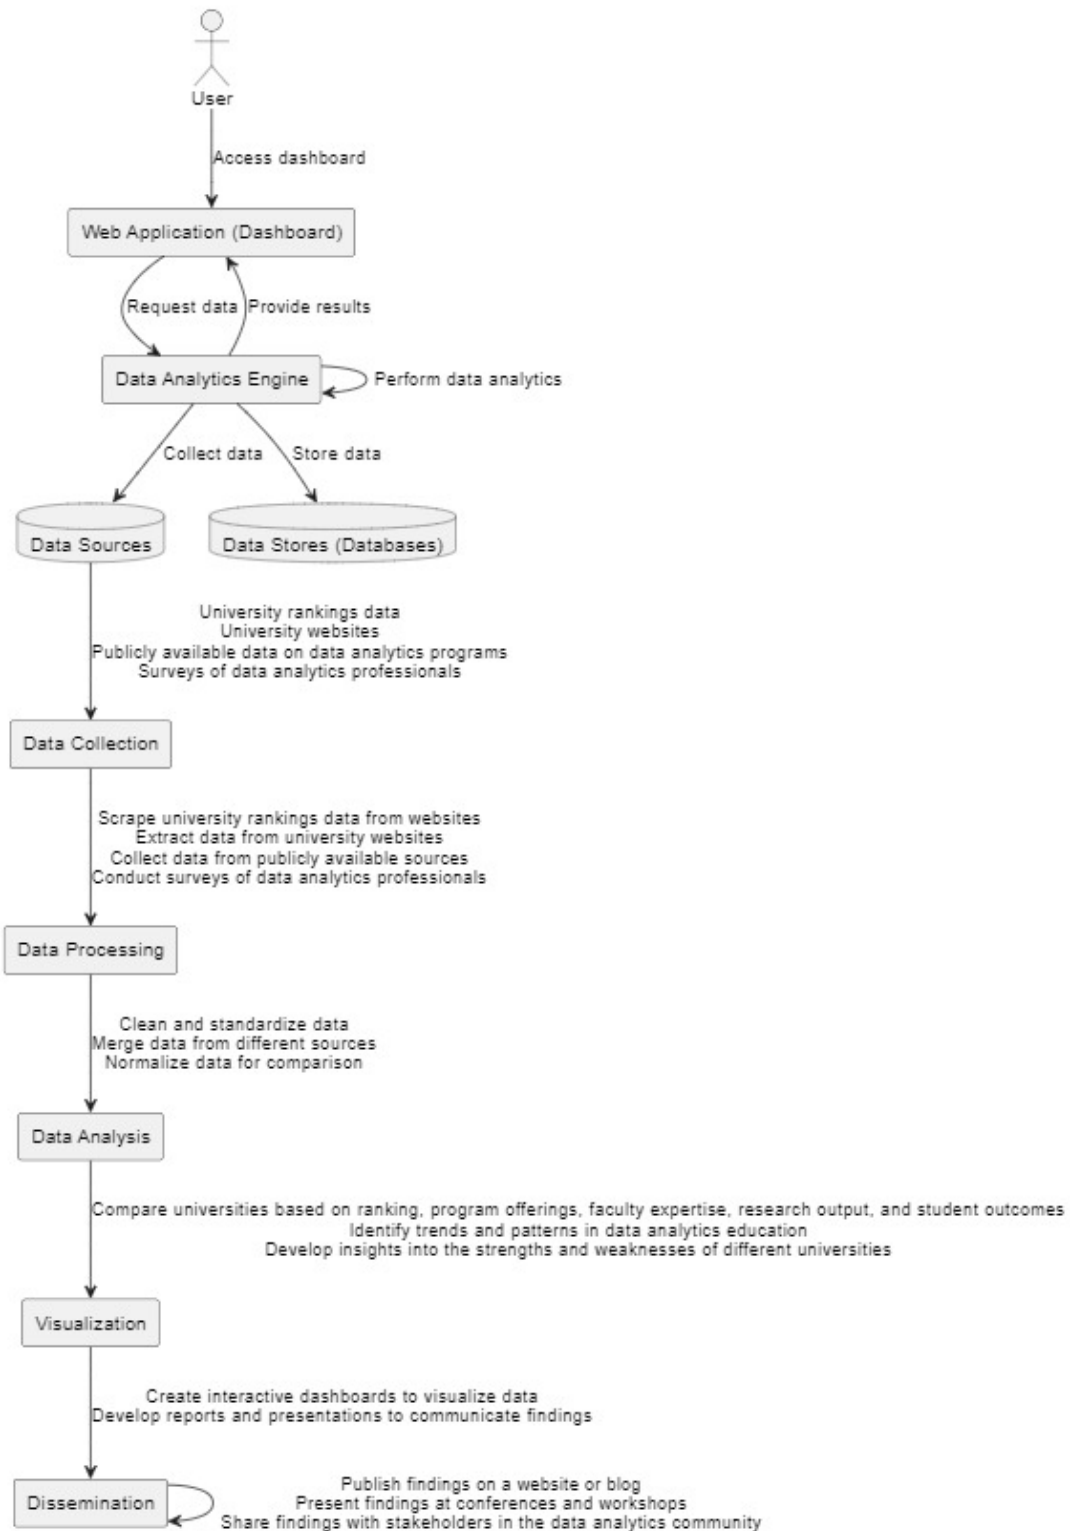 User
Access dashboard
Web Application (Dashboard)
Request data
Provide results
Data Analytics Engine
Perform data analytics
Collect data
Store data
Data Sources
Data Stores (Databases)
University rankings data
University websites
Publicly available data on data analytics programs
Surveys of data analytics professionals
Data Collection
Scrape university rankings data from websites
Extract data from university websites
Collect data from publicly available sources
Conduct surveys of data analytics professionals
Data Processing
Clean and standardize data
Merge data from different sources
Normalize data for comparison
Data Analysis
Compare universities based on ranking, program offerings, faculty expertise, research output, and student outcomes
Identify trends and patterns in data analytics education
Develop insights into the strengths and weaknesses of different universities
Visualization
Create interactive dashboards to visualize data
Develop reports and presentations to communicate findings
Dissemination
Publish findings on a website or blog
Present findings at conferences and workshops
Share findings with stakeholders in the data analytics community